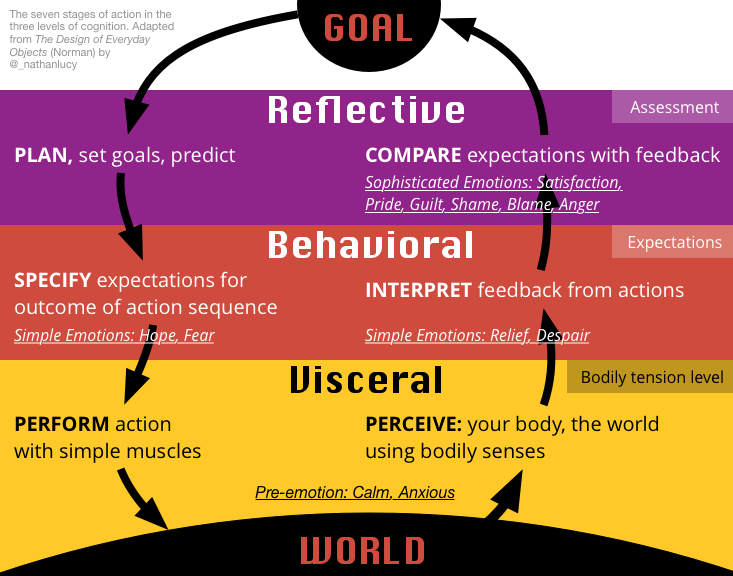 The seven stages of action in the
three levels of cognition. Adapted
from The Design of Everyday
Objects (Norman) by
@_nathanlucy
GOAL
Reflective
Assessment
PLAN, set goals, predict
COMPARE expectations with feedback
Sophisticated Emotions: Satisfaction,
Pride, Guilt, Shame, Blame, Anger
Behavioral
Expectations
SPECIFY expectations for
outcome of action sequence
Simple Emotions: Hope, Fear
INTERPRET feedback from actions
Simple Emotions: Relief, Despair
Visceral
Bodily tension level
PERFORM action
with simple muscles
PERCEIVE: your body, the world
using bodily senses
Pre-emotion: Calm, Anxious
WORLD